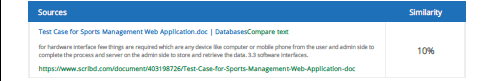 Sources Similarity
Test Case for Sports Management Web Application.doc | DatabasesCompare text
for hardware interface fee things are required which are any device like computer or mobile phone from the user and admin side to
complete the process and server on the admin side to store and retrieve the data. 3.3 software interfaces.
10%
https://www.scribd.com/document/403198726/Test-Case-for-Sports-Management-Web-Application-doc